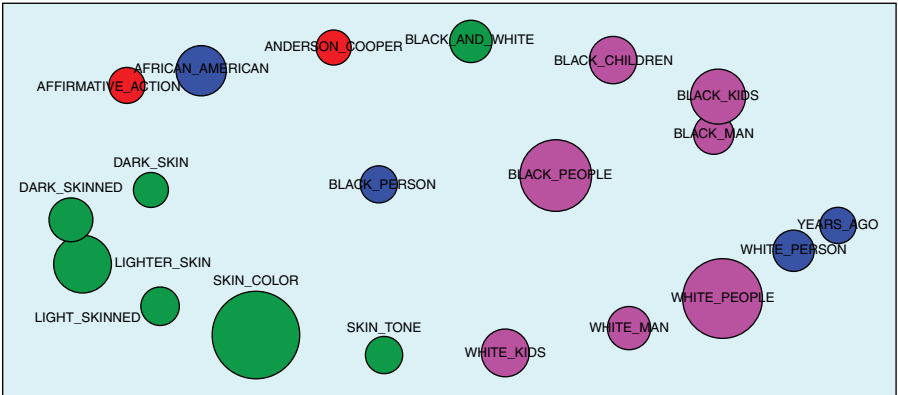 BLACK_AND_WHITE
ANDERSON_COOPER
BLACK_CHILDREN
AFRICAN_AMERICAN
AFFIRMATIVE_ACTION
BLACK_KIDS
BLACK_MAN
DARK_SKIN
BLACK_PEOPLE
DARK_SKINNED
BLACK_PERSON
YEARS_AGO
WHITE_PERSON
LIGHTER_SKIN
SKIN_COLOR
WHITE_PEOPLE
LIGHT_SKINNED
SKIN_TONE
WHITE_MAN
WHITE_KIDS